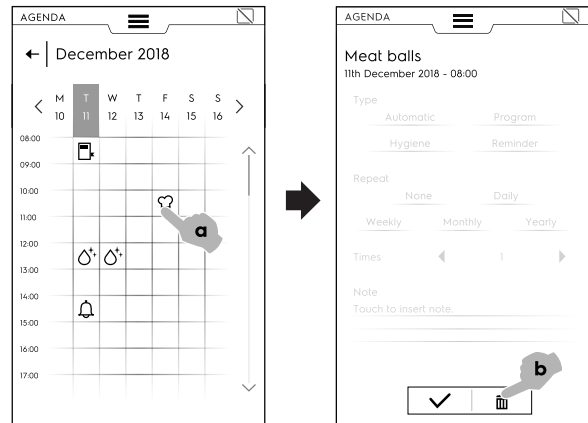 AGENDA
December 2018
M T W T F S S
10 11 12 13 14 15 16
08:00
09:00
10:00
11:00
12:00
13:00
14:00
15:00
16:00
17:00
a
AGENDA
Meat balls
11th December 2018 - 08:00
Type
Automatic Program
Hygiene Reminder
Repeat
None Daily
Weekly Monthly Yearly
Times 1
Note
Touch to insert note.
b